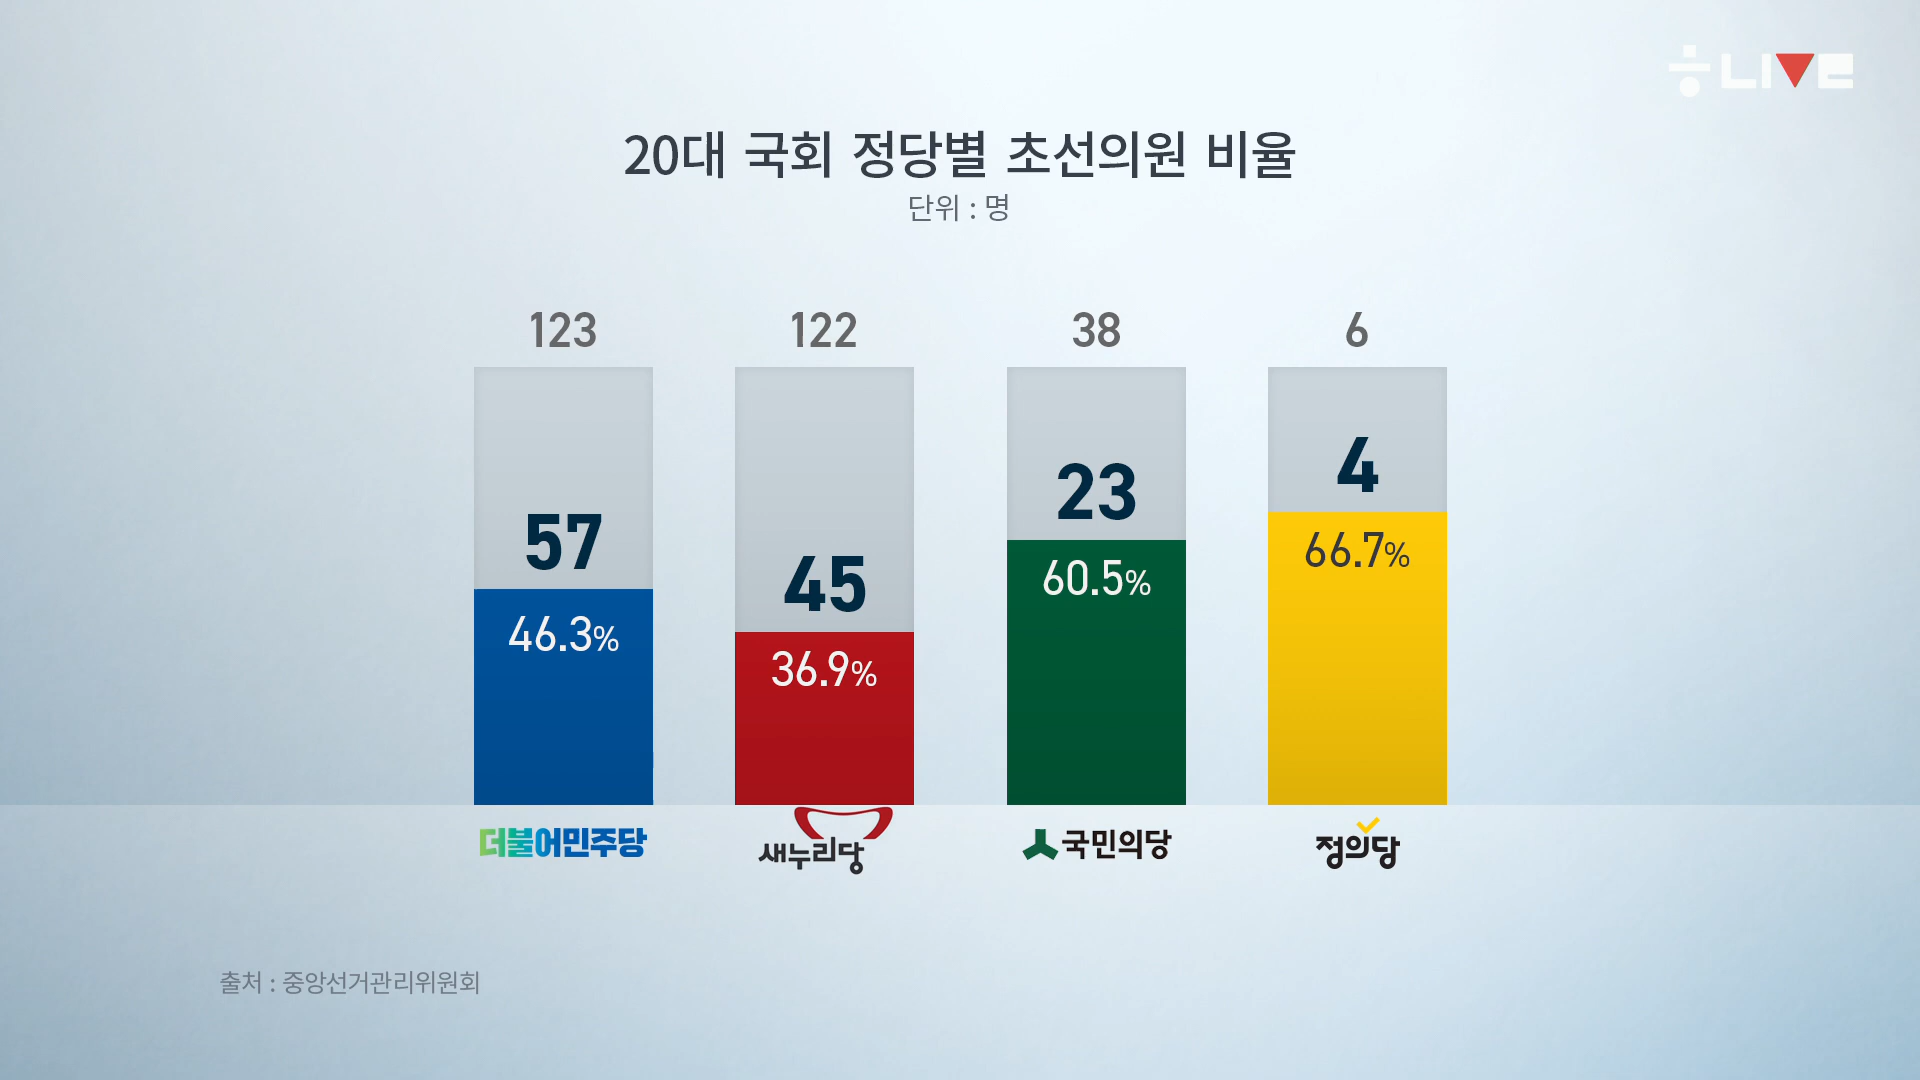 ㅎ LIVE
20대 국회 정당별 초선의원 비율
단위 : 명
123 122 38 6
57 45 23 4
46.3% 36.9% 60.5% 66.7%
더불어민주당 새누리당 국민의당 정의당
출처 : 중앙선거관리위원회